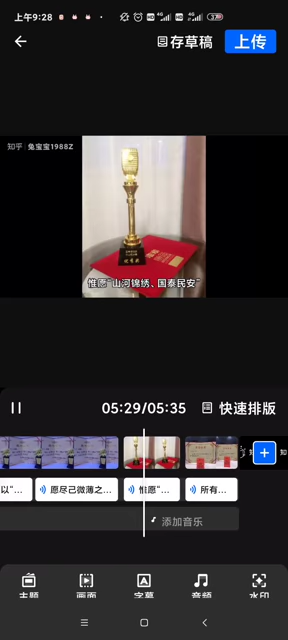 上午9:28
存草稿
上传
知乎 兔宝宝1988Z
惟愿“山河锦绣、国泰民安”
05:29/05:35
快速排版
以“...
愿尽己微薄之...
惟愿“...
所有...
添加音乐
主题
画面
字幕
音频
水印